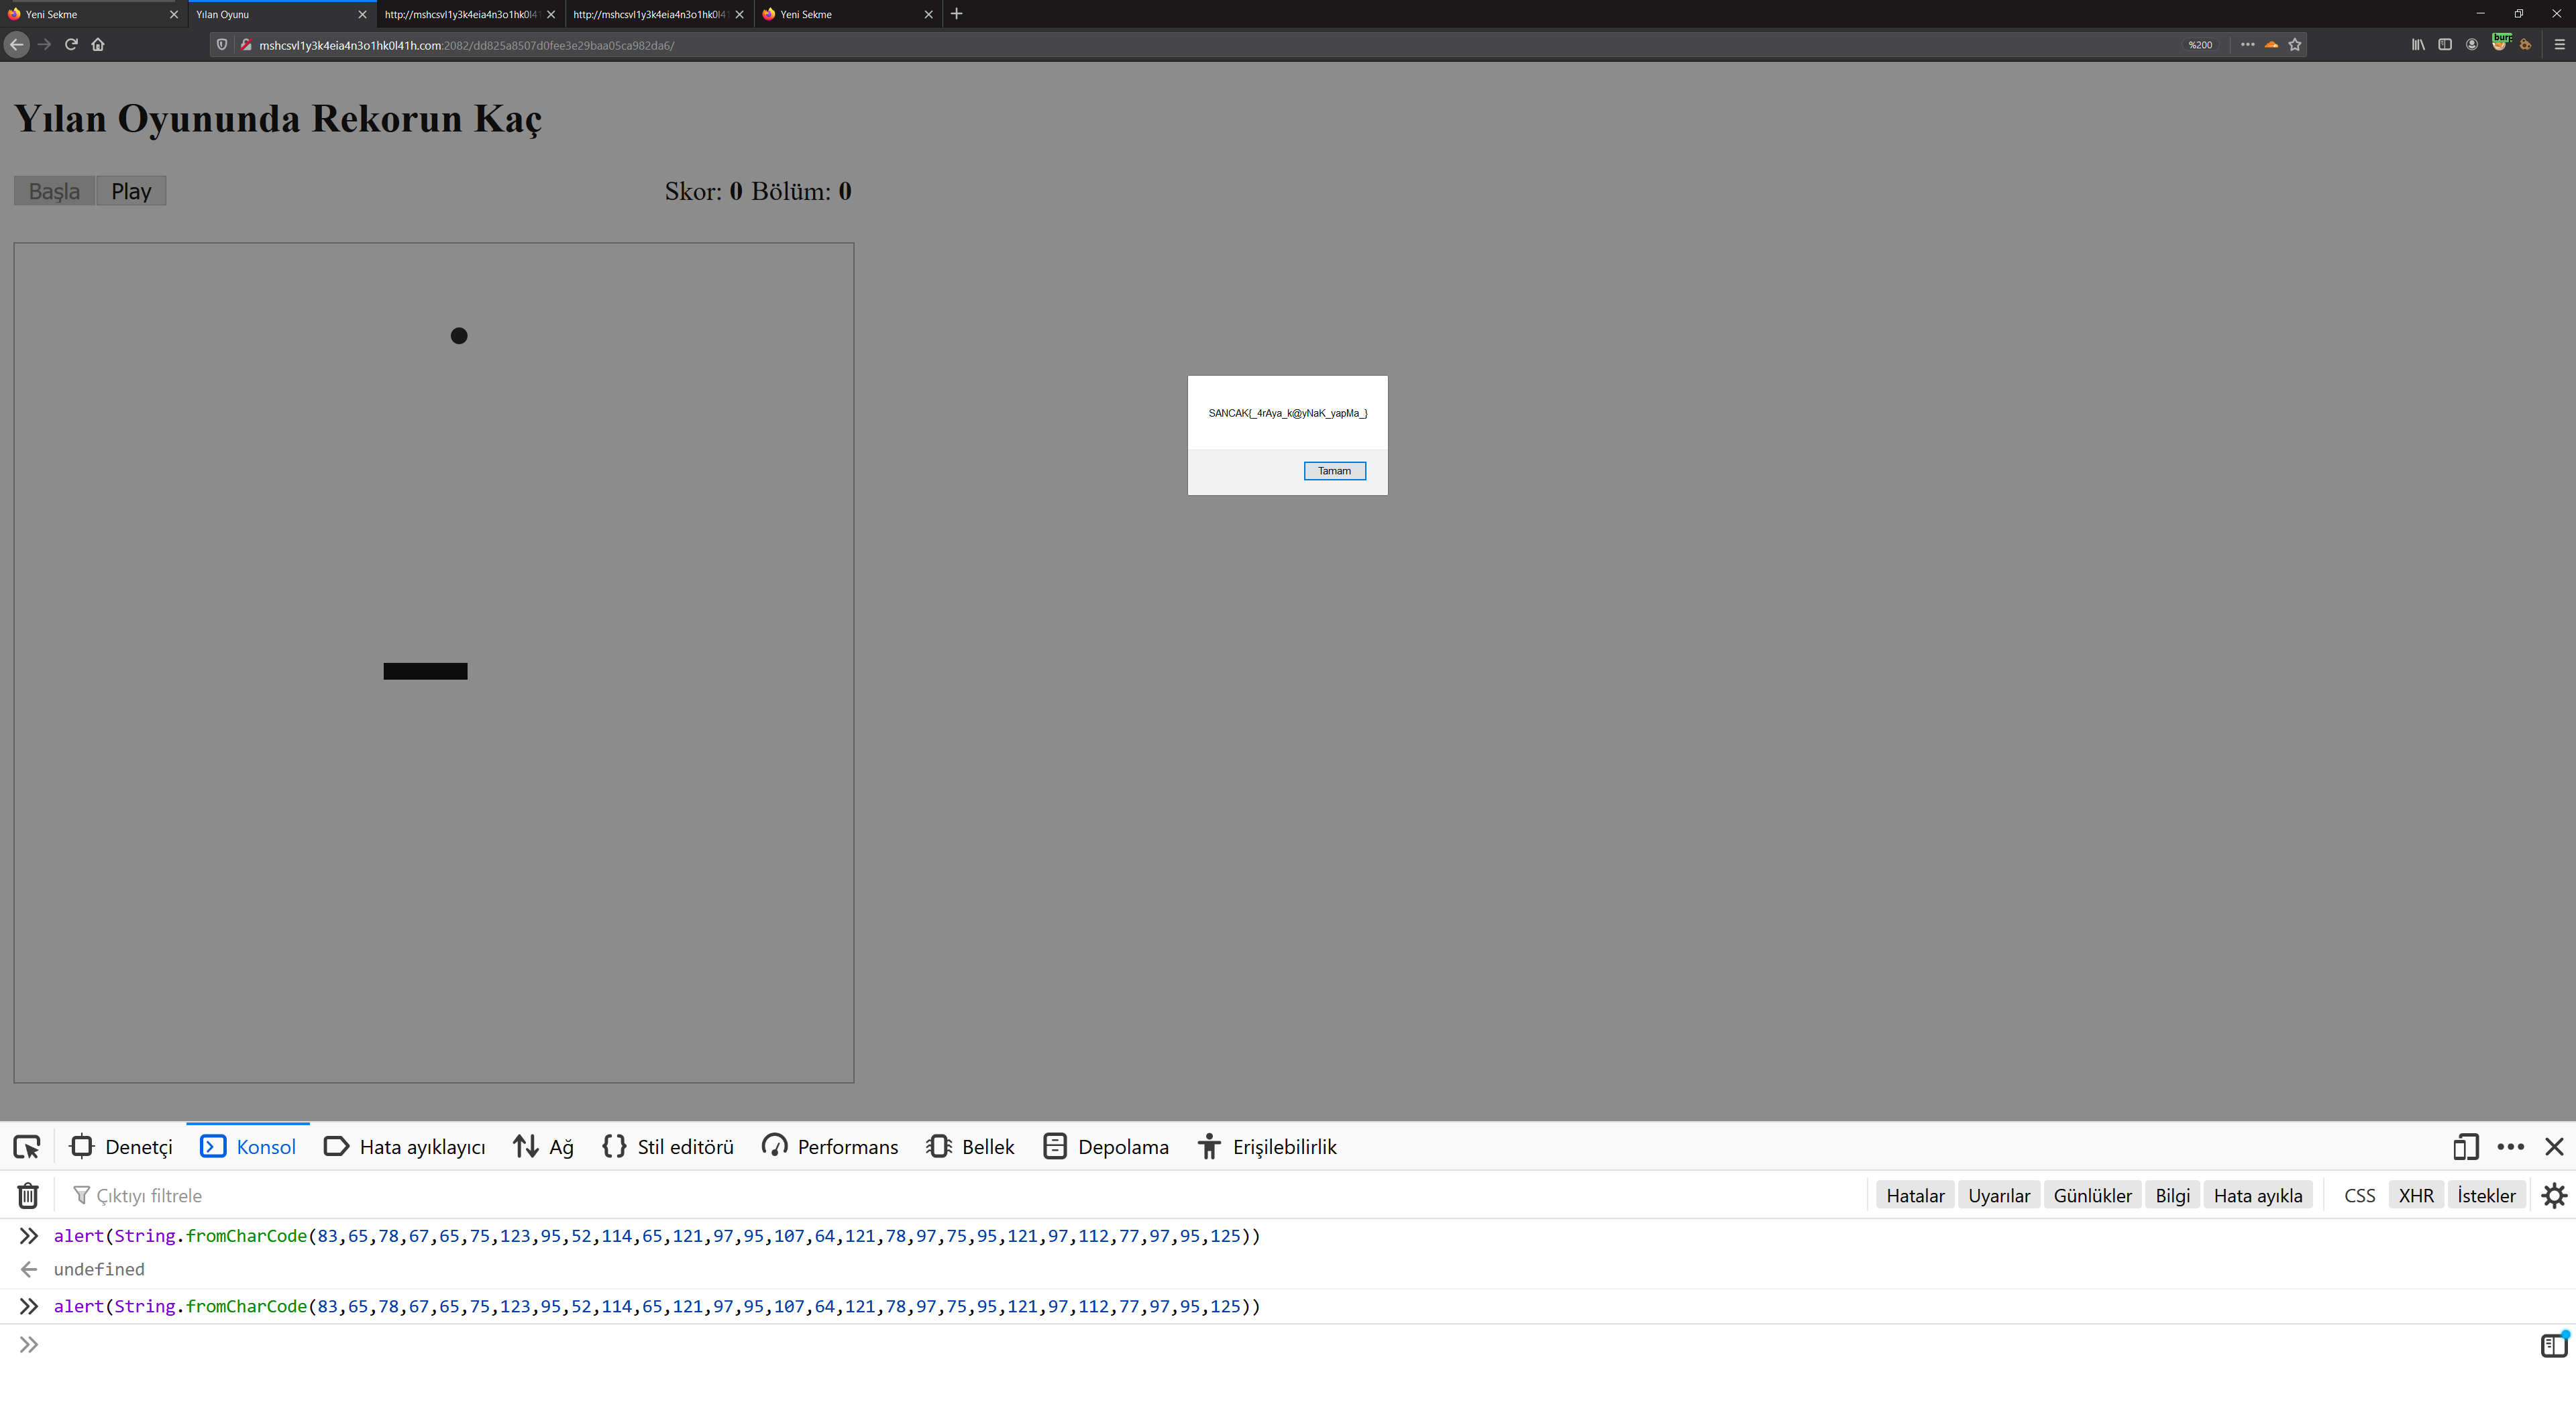 Yeni Sekme
Yılan Oyunu
http://mshcsvl1y3k4eia4n3o1hk0l41
http://mshcsvl1y3k4eia4n3o1hk0l41
Yeni Sekme
mshcsvl1y3k4eia4n3o1hk0l41h.com:2082/dd825a8507d0fee3e29baa05ca982da6/
%200
burp
Yılan Oyununda Rekorun Kaç
Başla Play
Skor: 0 Bölüm: 0
SANCAK{_4rAya_k@yNaK_yapMa_}
Tamam
Denetçi Konsol Hata ayıklayıcı Ağ Stil editörü Performans Bellek Depolama Erişilebilirlik
Çıktıyı filtrele
Hatalar Uyarılar Günlükler Bilgi Hata ayıkla CSS XHR İstekler
alert(String.fromCharCode(83,65,78,67,65,75,123,95,52,114,65,121,97,95,107,64,121,78,97,75,95,121,97,112,77,97,95,125))
undefined
alert(String.fromCharCode(83,65,78,67,65,75,123,95,52,114,65,121,97,95,107,64,121,78,97,75,95,121,97,112,77,97,95,125))